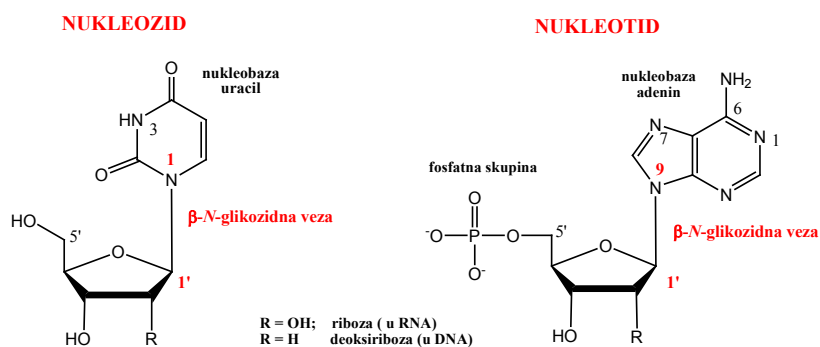 NUKLEOZID
nukleobaza
uracil
O
NH
3
O
1
N
β-N-glikozidna veza
HO
5'
O
1'
HO
R
NUKLEOTID
nukleobaza
adenin
NH2
6
N
7
N
1
9
N
N
fosfatna skupina
O
-O
P
O
O-
5'
O
β-N-glikozidna veza
1'
HO
R
R = OH; riboza ( u RNA)
R = H deoksiriboza (u DNA)